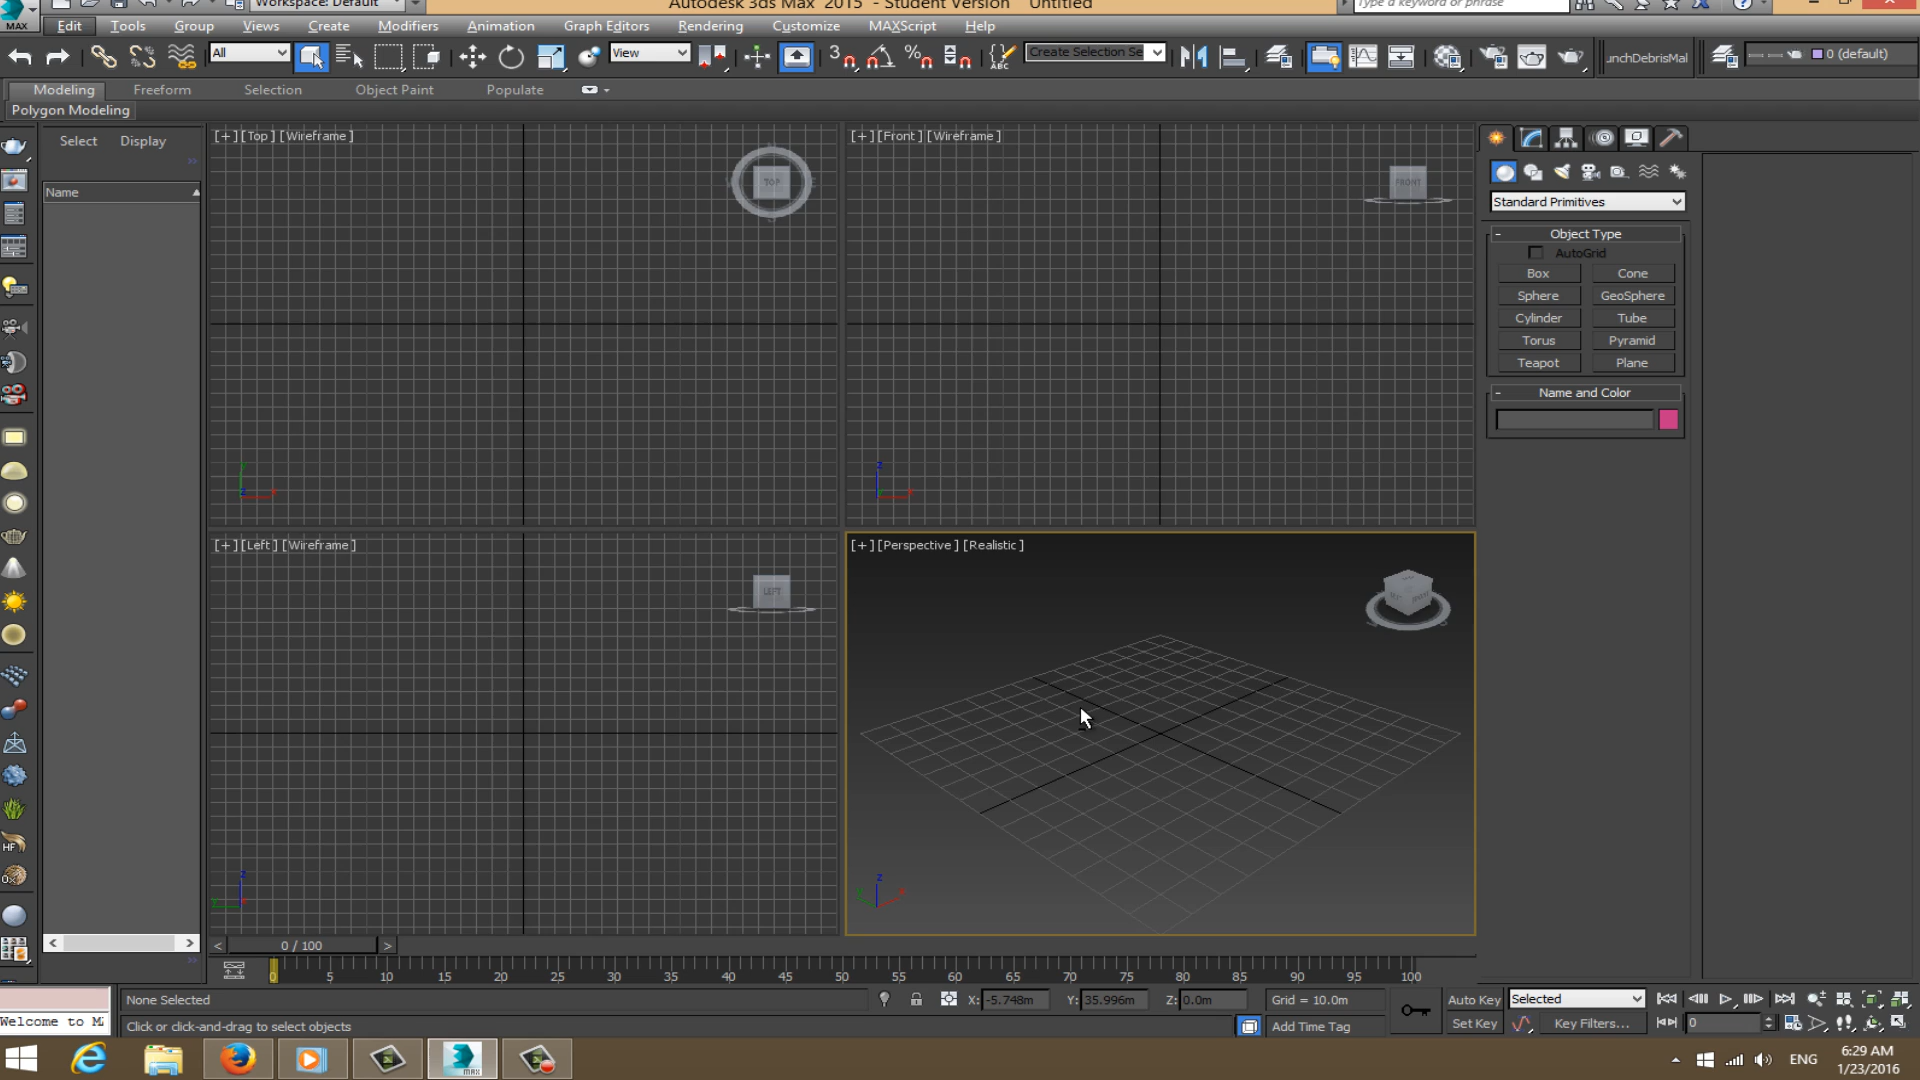 Workspace: Default
Autodesk 3ds Max 2015 - Student Version Untitled
Type a keyword or phrase
MAX
Edit Tools Group Views Create Modifiers Animation Graph Editors Rendering Customize MAXScript Help
All
View
3
%
ABC
Create Selection Se
unchDebrisMal
0 (default)
Modeling Freeform Selection Object Paint Populate
Polygon Modeling
Select Display
Name
[+][Top][Wireframe]
TOP
[+][Front][Wireframe]
FRONT
Standard Primitives
- Object Type
AutoGrid
Box Cone
Sphere GeoSphere
Cylinder Tube
Torus Pyramid
Teapot Plane
- Name and Color
[+][Left][Wireframe]
LEFT
[+][Perspective][Realistic]
z
x
HF
< 0 / 100 >
0 5 10 15 20 25 30 35 40 45 50 55 60 65 70 75 80 85 90 95 100
None Selected
X: -5.748m Y: 35.996m Z: 0.0m
Grid = 10.0m
Auto Key
Selected
Welcome to M
Click or click-and-drag to select objects
Add Time Tag
Set Key
Key Filters...
0
MAX
ENG
6:29 AM
1/23/2016